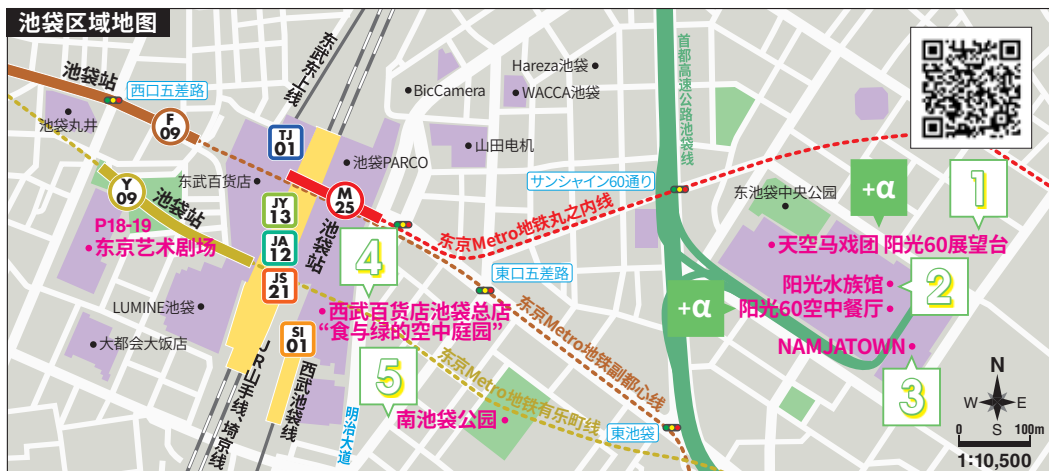 池袋区域地图
东武东上线
首都高速公路池袋线
Hareza池袋
WACCA池袋
BicCamera
池袋站
西口五差路
池袋丸井
F
09
TJ
01
池袋PARCO
山田电机
サンシャイン60通り
东池袋中央公园
+α
1
Y
09
池袋站
东武百货店
M
25
JY
13
P18-19
东京艺术剧场
JA
12
池袋站
东京Metro地铁丸之内线
天空马戏团 阳光60展望台
4
東口五差路
阳光水族馆
2
JS
21
LUMINE池袋
西武百货店池袋总店
“食与绿的空中庭园”
+α
阳光60空中餐厅
大都会大饭店
SI
01
东京Metro地铁副都心线
NAMJATOWN
3
JR山手线、埼京线
西武池袋线
明治大道
5
东京Metro地铁有乐町线
南池袋公园
東池袋
N
W
E
S
0
100m
1:10,500